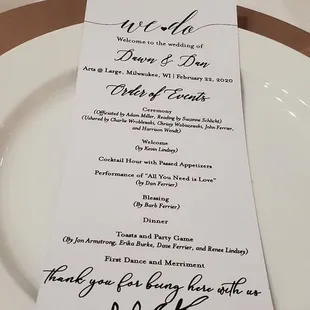 we do
Welcome to the wedding of
Dawn & Dan
Arts @ Large, Milwaukee, WI | February 22, 2020
Order of Events
Ceremony
(Officiated by Adam Miller, Reading by Suzanne Schlicht)
(Ushered by Charlie Wroblewski, Christy Wabiszewski, John Ferrier,
and Harrison Wendt)
Welcome
(by Kevin Lindsey)
Cocktail Hour with Passed Appetizers
Performance of "All You Need is Love"
(by Dan Ferrier)
Blessing
(by Barb Ferrier)
Dinner
Toasts and Party Game
(By Jon Armstrong, Erika Burke, Dave Ferrier, and Renee Lindsey)
First Dance and Merriment
thank you for being here with us